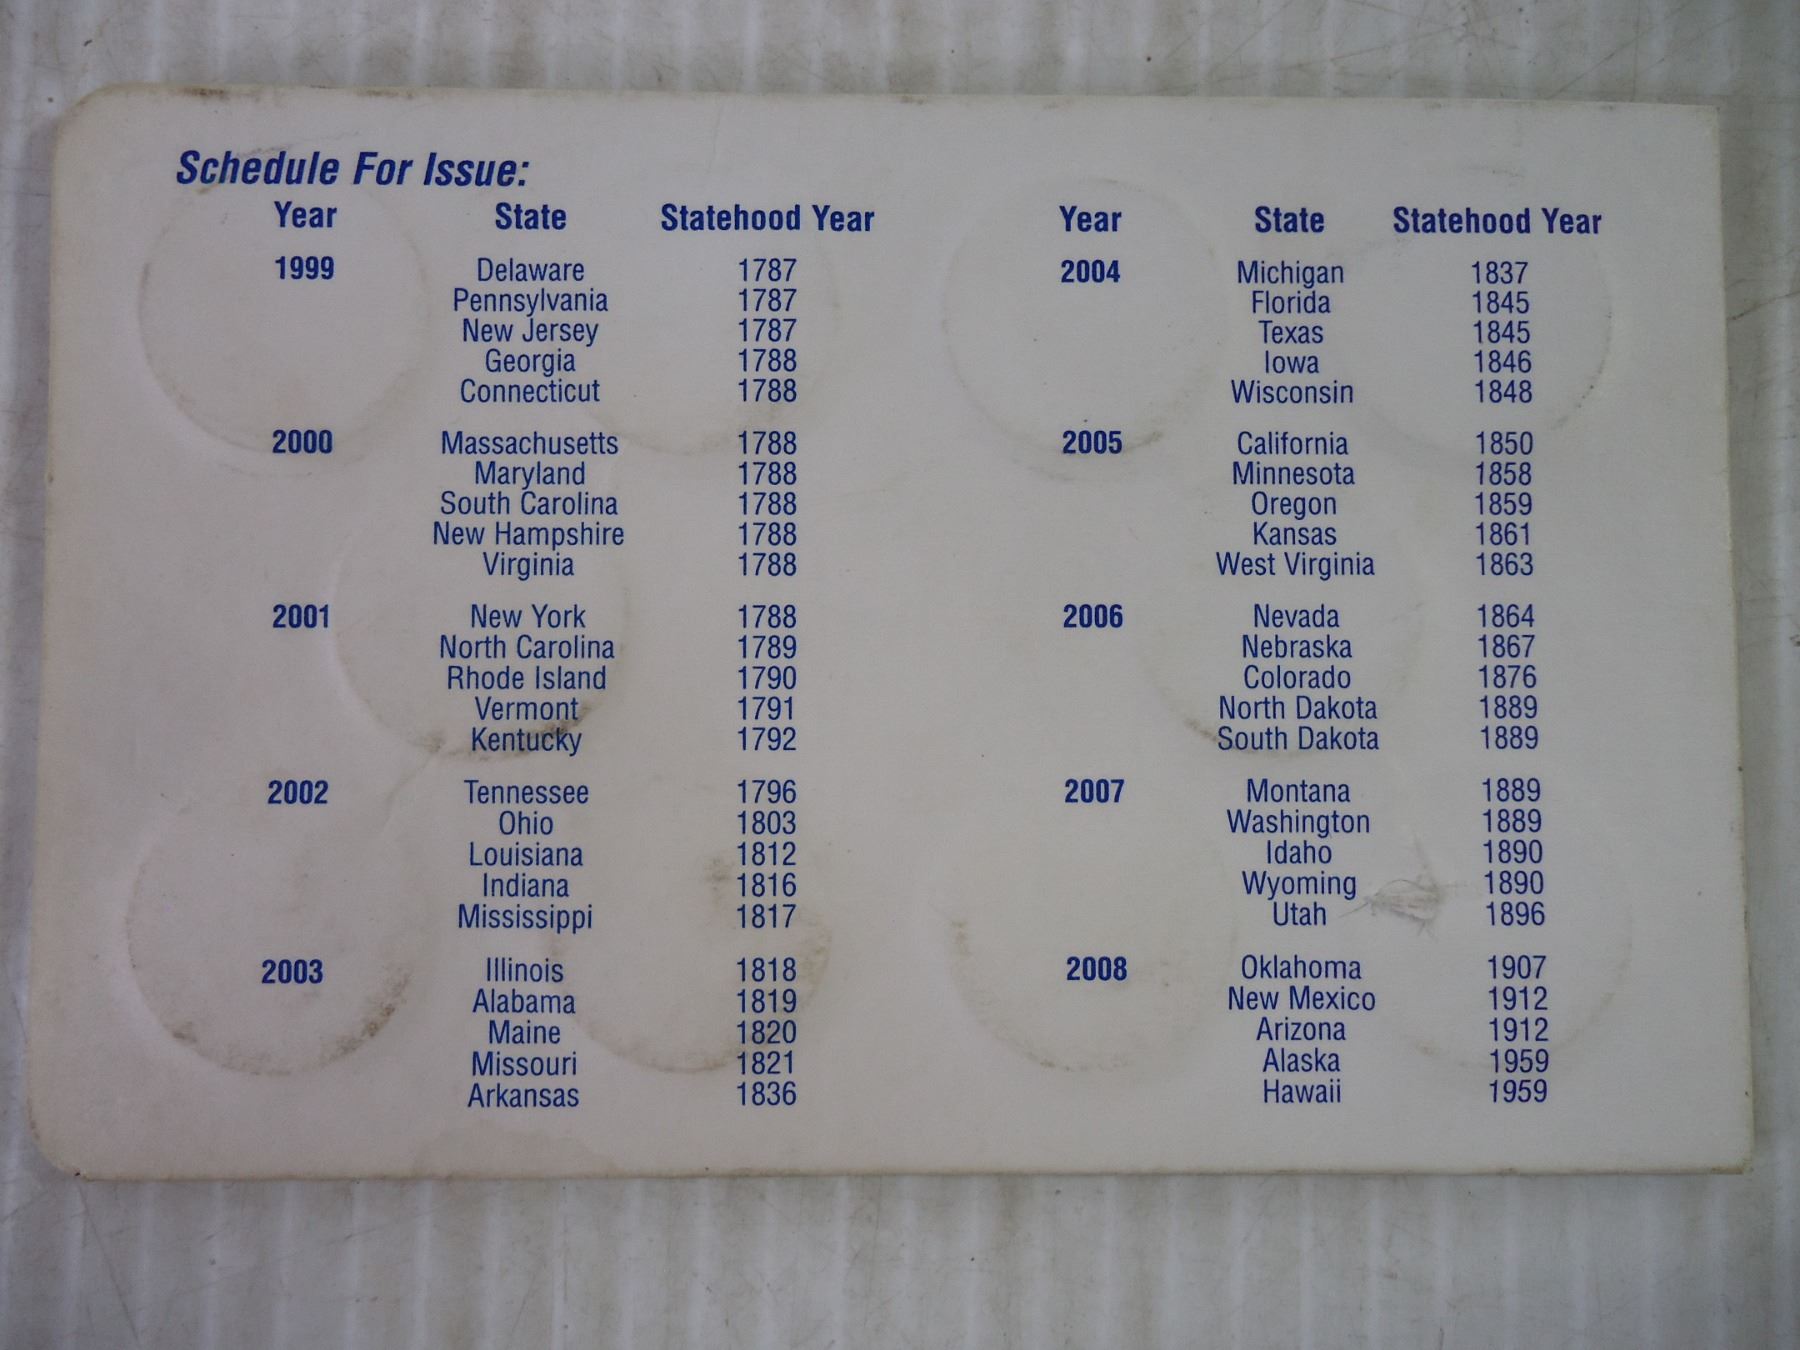 Schedule For Issue:
Year State Statehood Year
1999 Delaware 1787
Pennsylvania 1787
New Jersey 1787
Georgia 1788
Connecticut 1788
2000 Massachusetts 1788
Maryland 1788
South Carolina 1788
New Hampshire 1788
Virginia 1788
2001 New York 1788
North Carolina 1789
Rhode Island 1790
Vermont 1791
Kentucky 1792
2002 Tennessee 1796
Ohio 1803
Louisiana 1812
Indiana 1816
Mississippi 1817
2003 Illinois 1818
Alabama 1819
Maine 1820
Missouri 1821
Arkansas 1836
Year State Statehood Year
2004 Michigan 1837
Florida 1845
Texas 1845
Iowa 1846
Wisconsin 1848
2005 California 1850
Minnesota 1858
Oregon 1859
Kansas 1861
West Virginia 1863
2006 Nevada 1864
Nebraska 1867
Colorado 1876
North Dakota 1889
South Dakota 1889
2007 Montana 1889
Washington 1889
Idaho 1890
Wyoming 1890
Utah 1896
2008 Oklahoma 1907
New Mexico 1912
Arizona 1912
Alaska 1959
Hawaii 1959